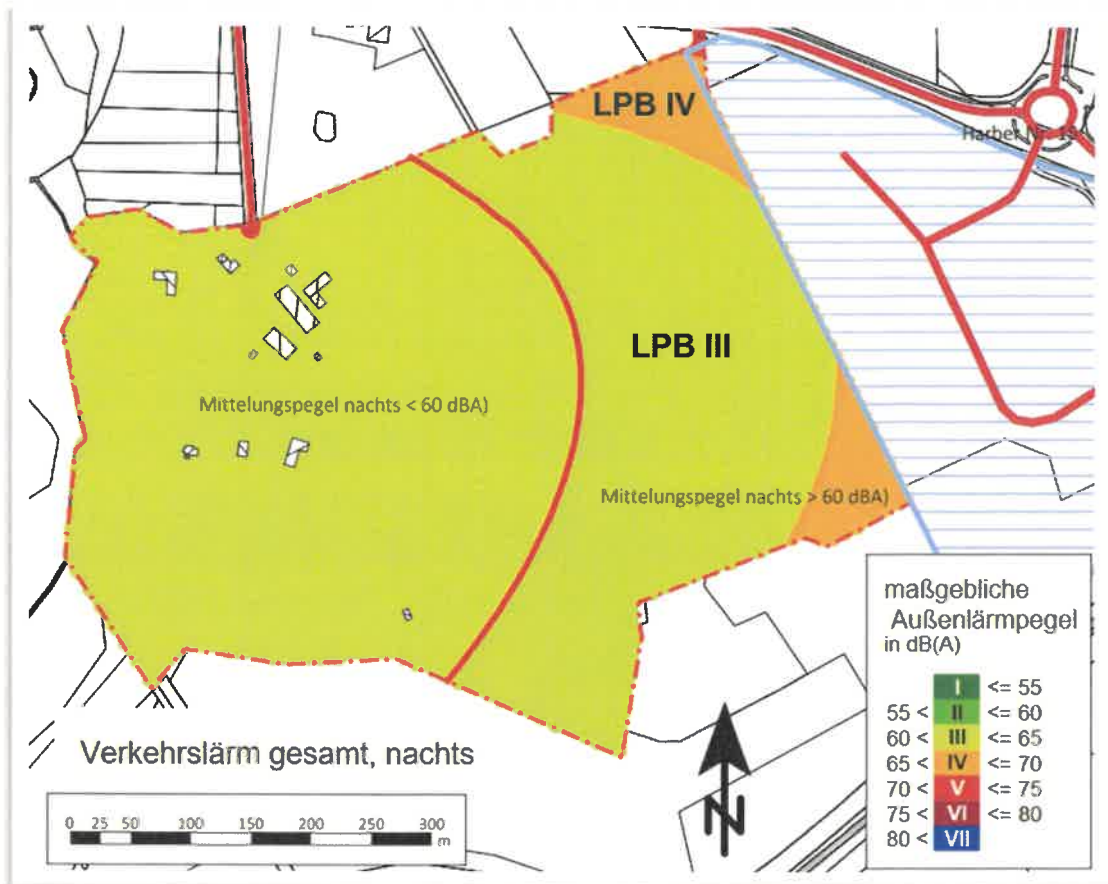 LPB IV
LPB III
Mittelungspegel nachts < 60 dBA)
Mittelungspegel nachts > 60 dBA)
maßgebliche
Außenlärmpegel
in dB(A)
I <= 55
55 < II <= 60
60 < III <= 65
65 < IV <= 70
70 < V <= 75
75 < VI <= 80
80 < VII
Verkehrslärm gesamt, nachts
0 25 50 100 150 200 250 300
m
N